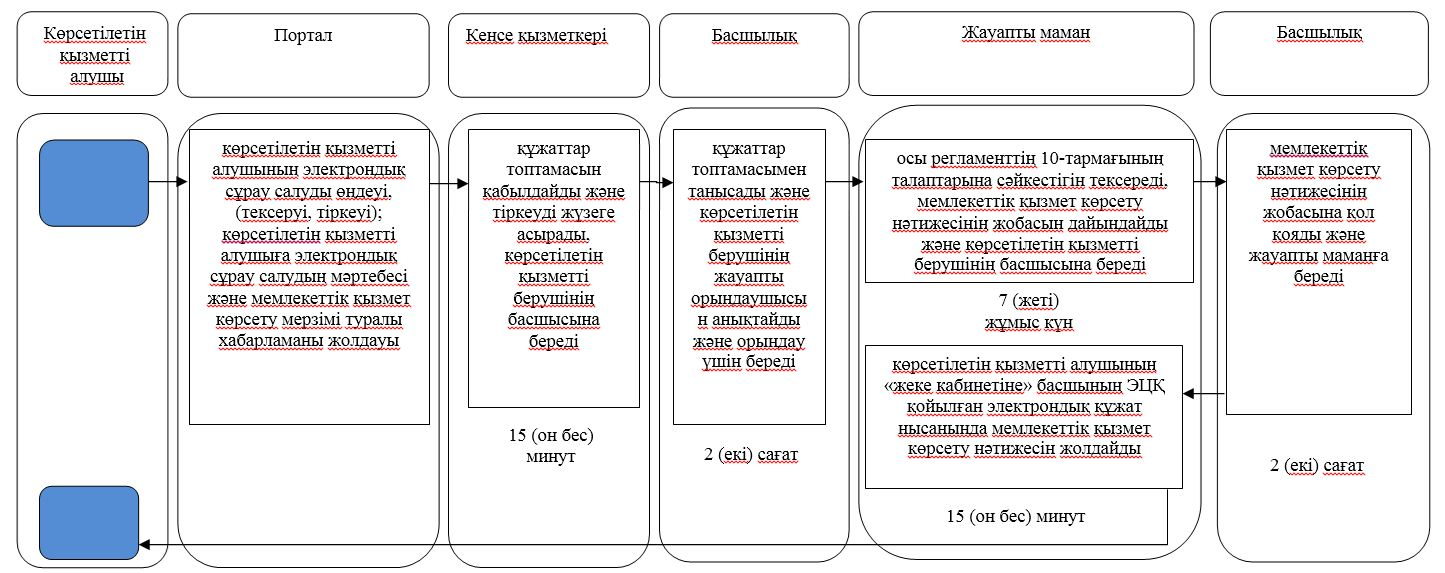 Көрсетілетін
қызметті
алушы
Портал
Кеңсе қызметкері
Басшылық
Жауапты маман
Басшылық
көрсетілетін қызметті
алушының электрондық
сұрау салуды өңдеуі,
(тексеруі, тіркеуі);
көрсетілетін қызметті
алушыға электрондық
сұрау салудың мәртебесі
және мемлекеттік қызмет
көрсету мерзімі туралы
хабарламаны жолдауы
құжаттар
топтамасын
қабылдайды және
тіркеуді жүзеге
асырады,
көрсетілетін
қызметті
берушінің
басшысына
береді
15 (он бес)
минут
құжаттар
топтамасымен
танысады және
көрсетілетін
қызметті
берушінің
жауапты
орындаушысы
н анықтайды
және орындау
үшін береді
2 (екі) сағат
осы регламенттің 10-тармағының
талаптарына сәйкестігін тексереді,
мемлекеттік қызмет көрсету
нәтижесінің жобасын дайындайды
және көрсетілетін қызметті
берушінің басшысына береді
7 (жеті)
жұмыс күн
көрсетілетін қызметті алушының
«жеке кабинетіне» басшының ЭЦҚ
қойылған электрондық құжат
нысанында мемлекеттік қызмет
көрсету нәтижесін жолдайды
15 (он бес) минут
мемлекеттік
қызмет көрсету
нәтижесінің
жобасына қол
қояды және
жауапты маманға
береді
2 (екі) сағат